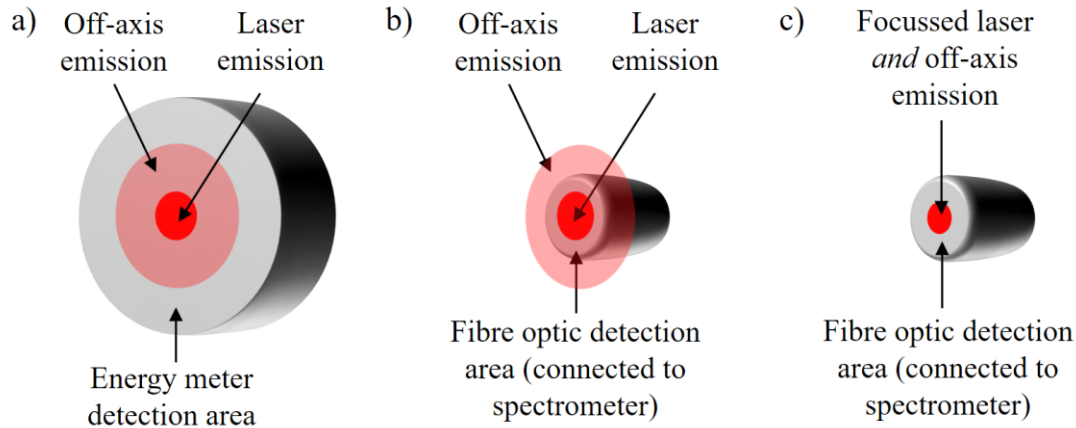 a)
Off-axis
emission
Laser
emission
Energy meter
detection area
b)
Off-axis
emission
Laser
emission
Fibre optic detection
area (connected to
spectrometer)
c)
Focussed laser
and off-axis
emission
Fibre optic detection
area (connected to
spectrometer)